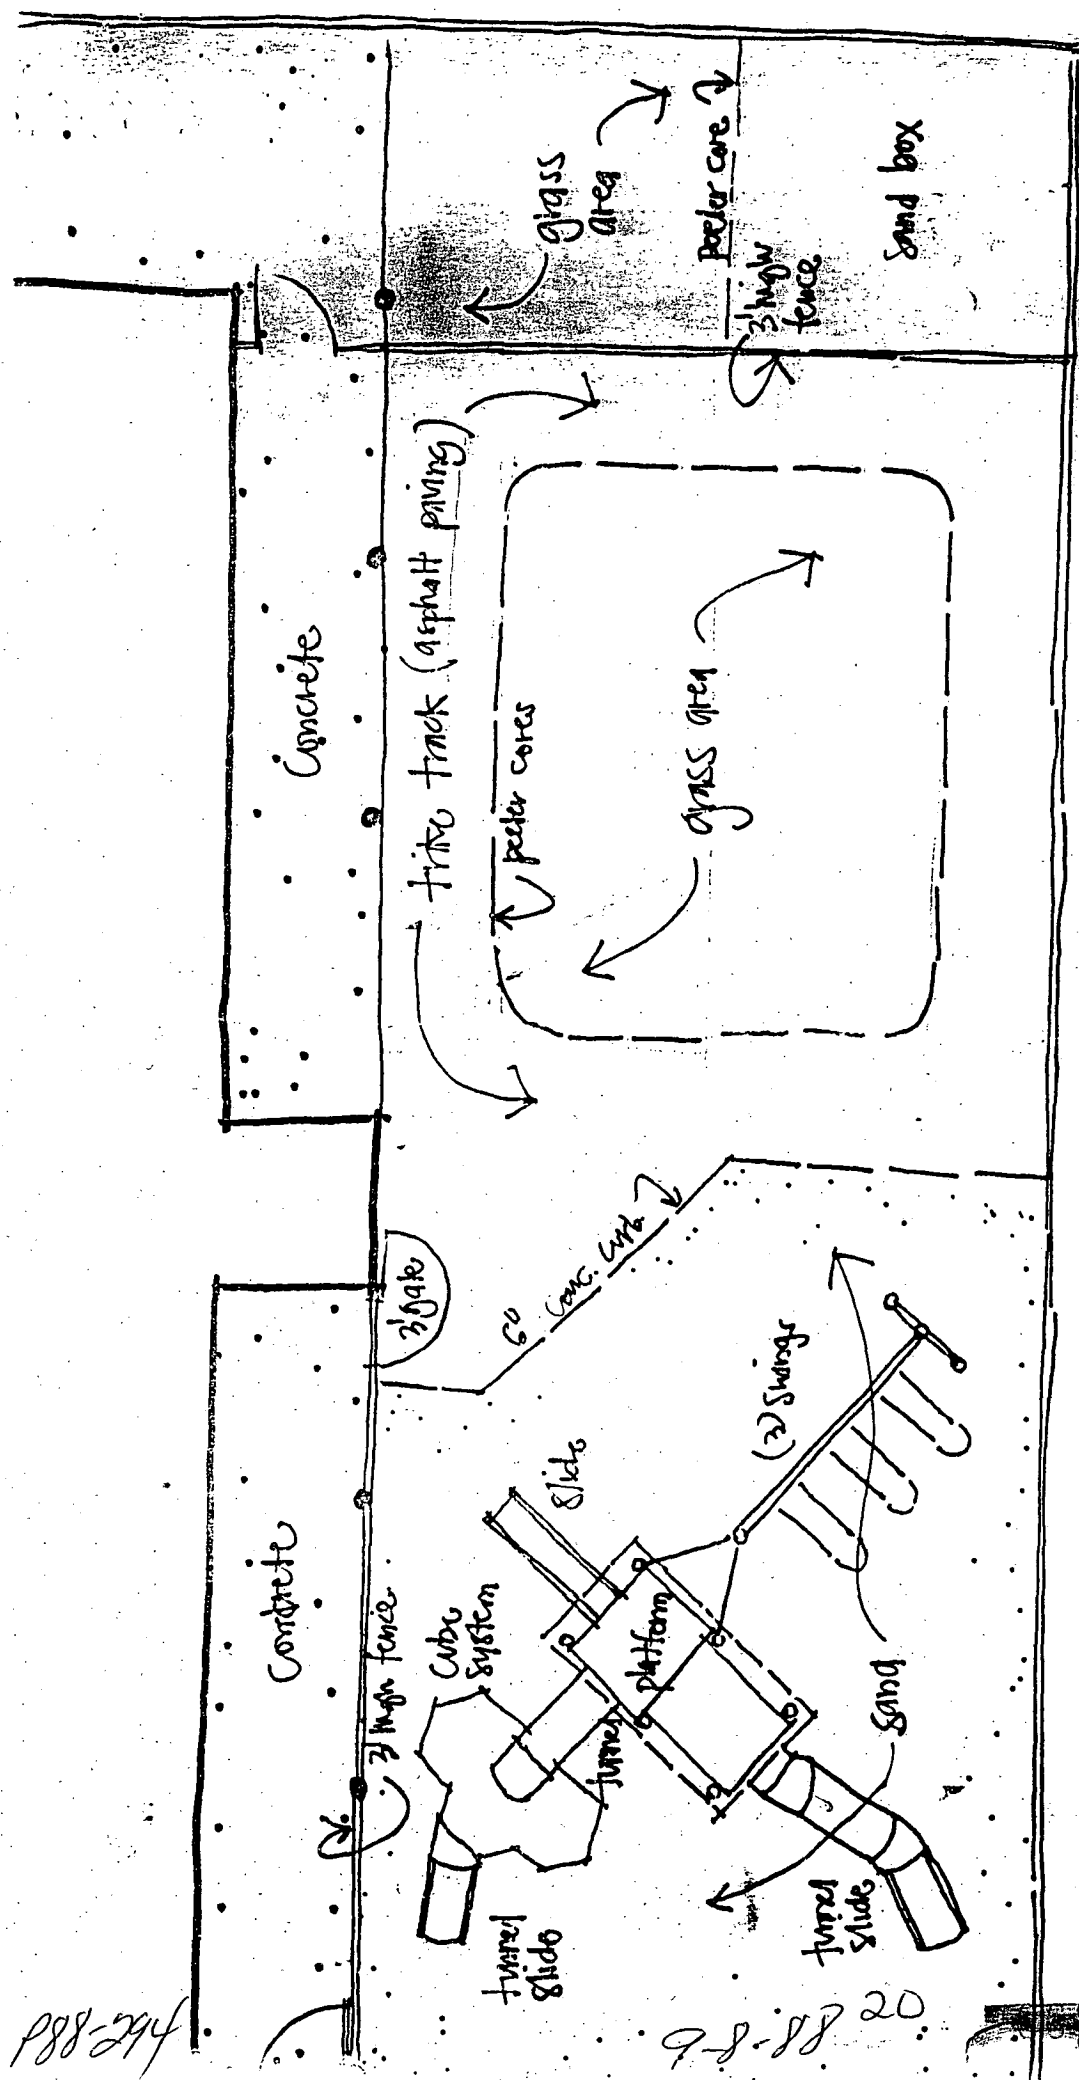 grass
area
peeler core
3' high
fence
Sand box
trike track (asphalt paving)
Concrete
peeler cores
grass area
3' gate
6" conc. curb
(3) Swings
Slide
Concrete
3' high fence
Cube
System
platform
tunnel
Sand
tunnel
Slide
tunnel
Slide
P88-294
9-8-88
20